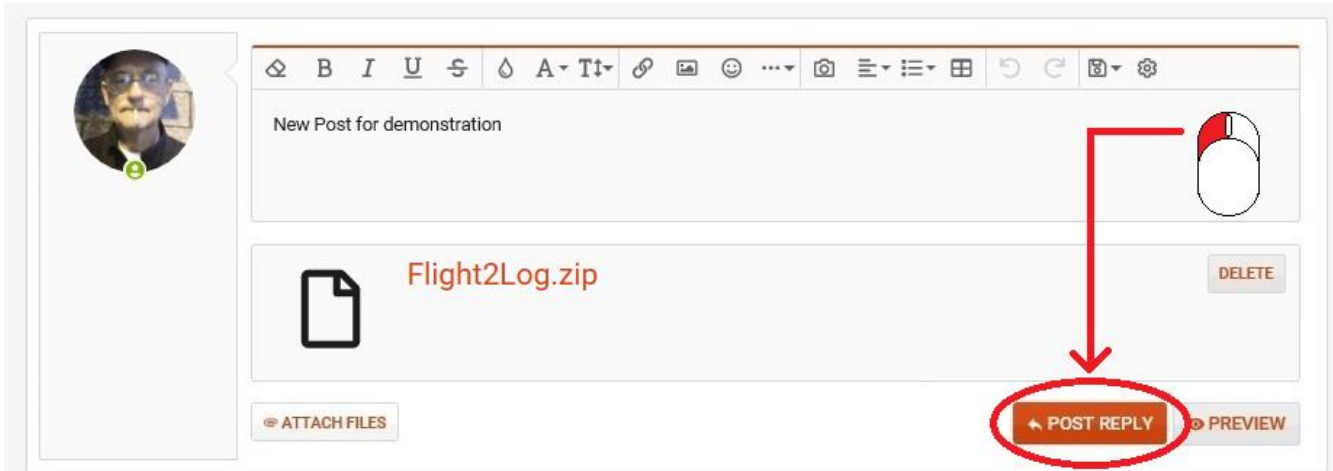 B I U S A T
New Post for demonstration
Flight2Log.zip
DELETE
ATTACH FILES
POST REPLY
PREVIEW